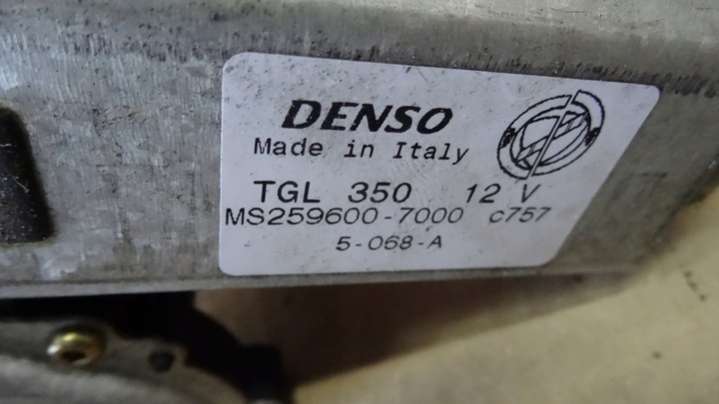 DENSO
Made in Italy
TGL 350 12 V
MS259600-7000 c757
5-068-A